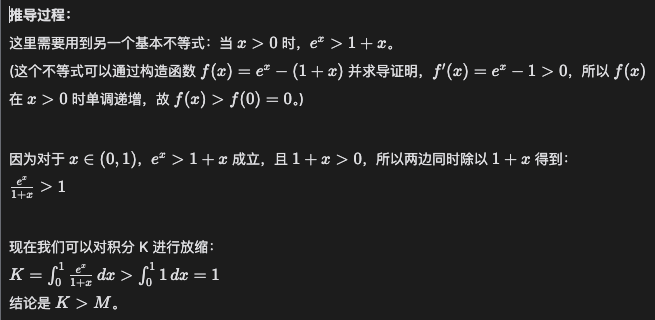 推导过程：
这里需要用到另一个基本不等式：当 x > 0 时，e^x > 1 + x。
(这个不等式可以通过构造函数 f(x) = e^x − (1 + x) 并求导证明，f′(x) = e^x − 1 > 0，所以 f(x)
在 x > 0 时单调递增，故 f(x) > f(0) = 0。)
因为对于 x ∈ (0, 1)，e^x > 1 + x 成立，且 1 + x > 0，所以两边同时除以 1 + x 得到：
e^x/(1+x) > 1
现在我们可以对积分 K 进行放缩：
K = ∫_0^1 e^x/(1+x) dx > ∫_0^1 1 dx = 1
结论是 K > M。